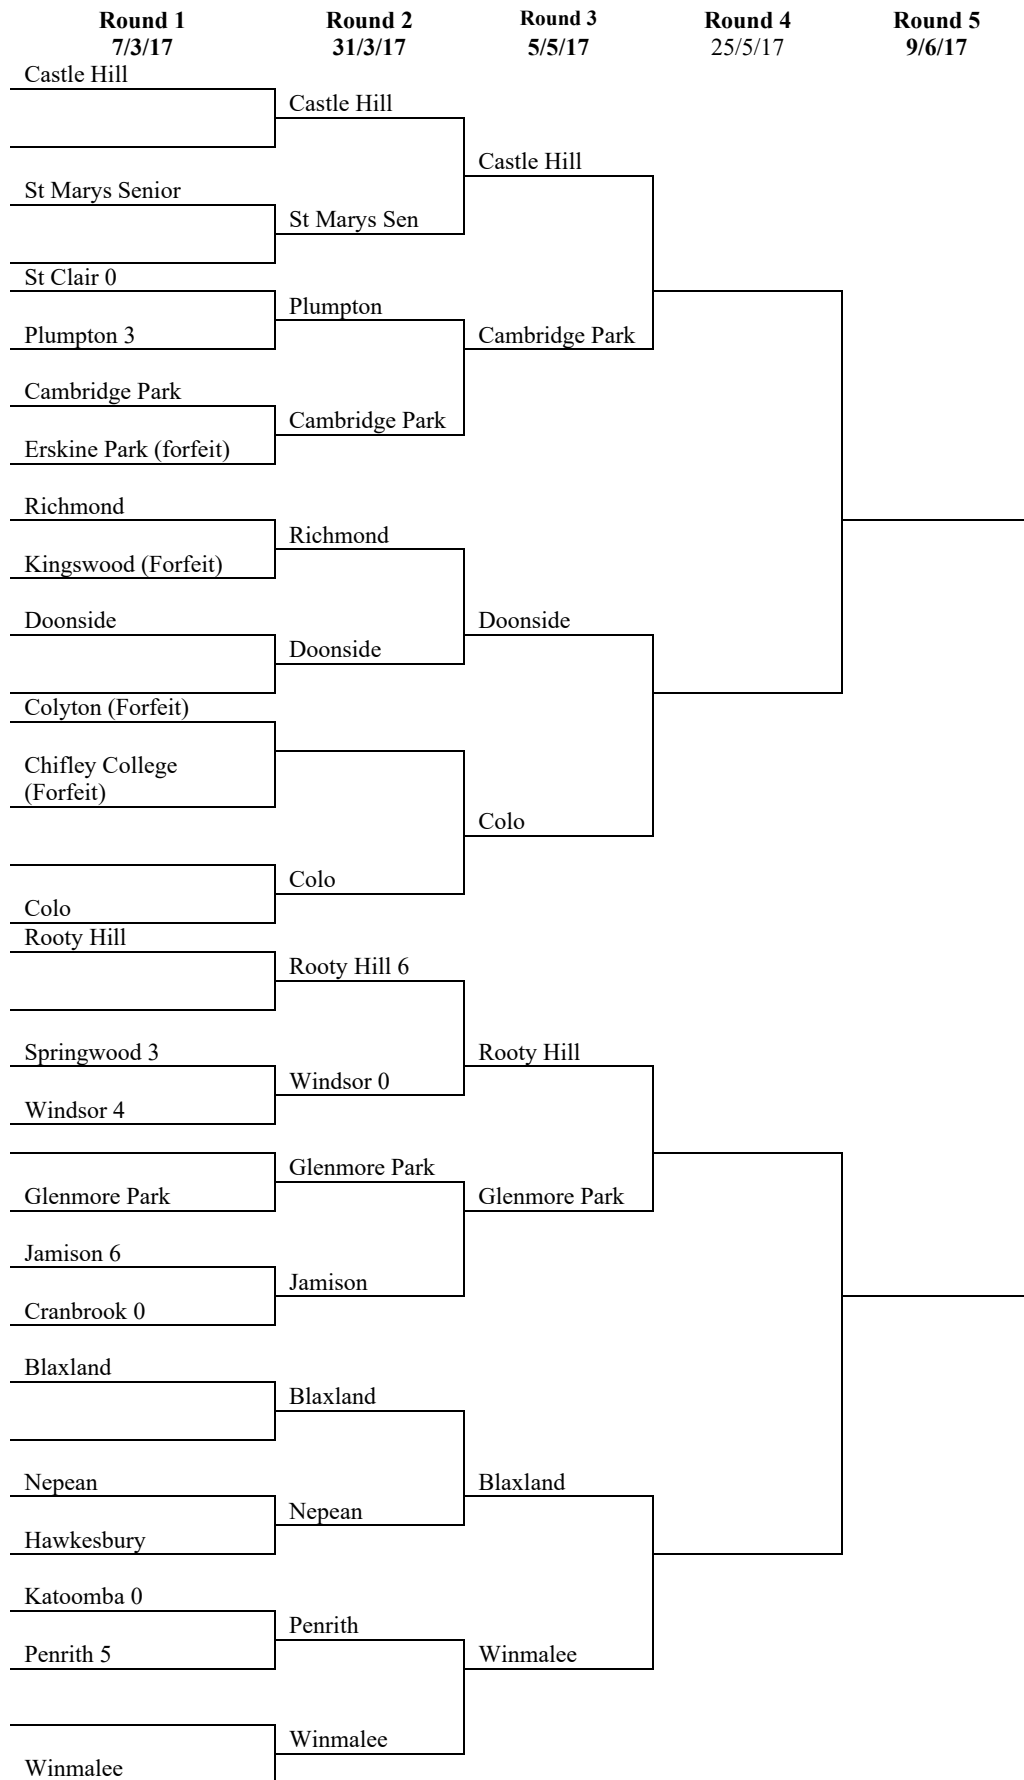 Round 1
7/3/17
Round 2
31/3/17
Round 3
5/5/17
Round 4
25/5/17
Round 5
9/6/17
Castle Hill
Castle Hill
Castle Hill
St Marys Senior
St Marys Sen
St Clair 0
Plumpton
Plumpton 3
Cambridge Park
Cambridge Park
Cambridge Park
Erskine Park (forfeit)
Richmond
Richmond
Kingswood (Forfeit)
Doonside
Doonside
Doonside
Colyton (Forfeit)
Chifley College
(Forfeit)
Colo
Colo
Colo
Rooty Hill
Rooty Hill 6
Springwood 3
Rooty Hill
Windsor 0
Windsor 4
Glenmore Park
Glenmore Park
Glenmore Park
Jamison 6
Jamison
Cranbrook 0
Blaxland
Blaxland
Nepean
Blaxland
Nepean
Hawkesbury
Katoomba 0
Penrith
Penrith 5
Winmalee
Winmalee
Winmalee